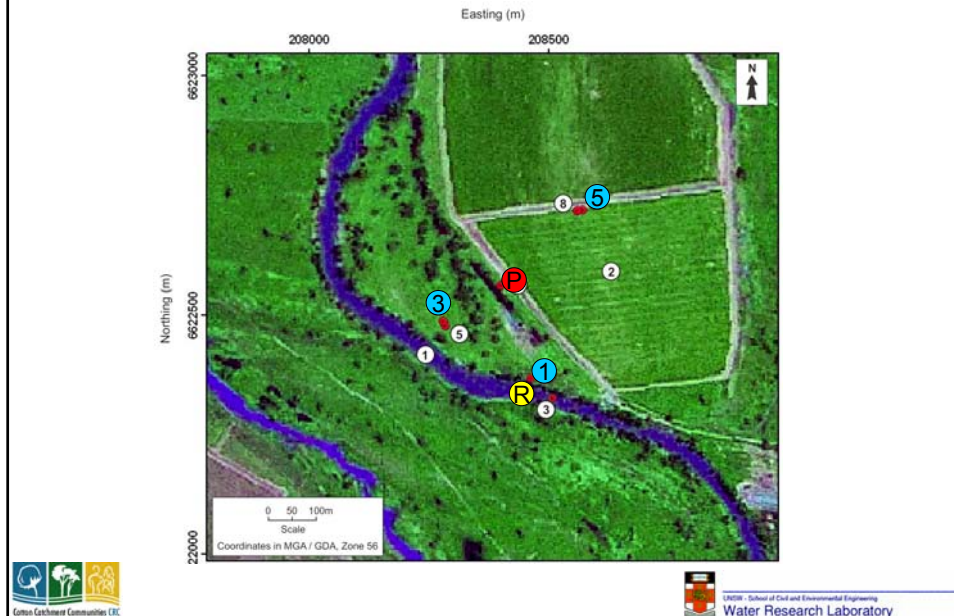 Easting (m)
208000 208500
6623000
N
8 5
2
P
Northing (m)
6622500
3
5
1
1
R
3
0 50 100m
Scale
Coordinates in MGA / GDA, Zone 56
22000
Cotton Catchment Communities CRC
UNSW - School of Civil and Environmental Engineering
Water Research Laboratory